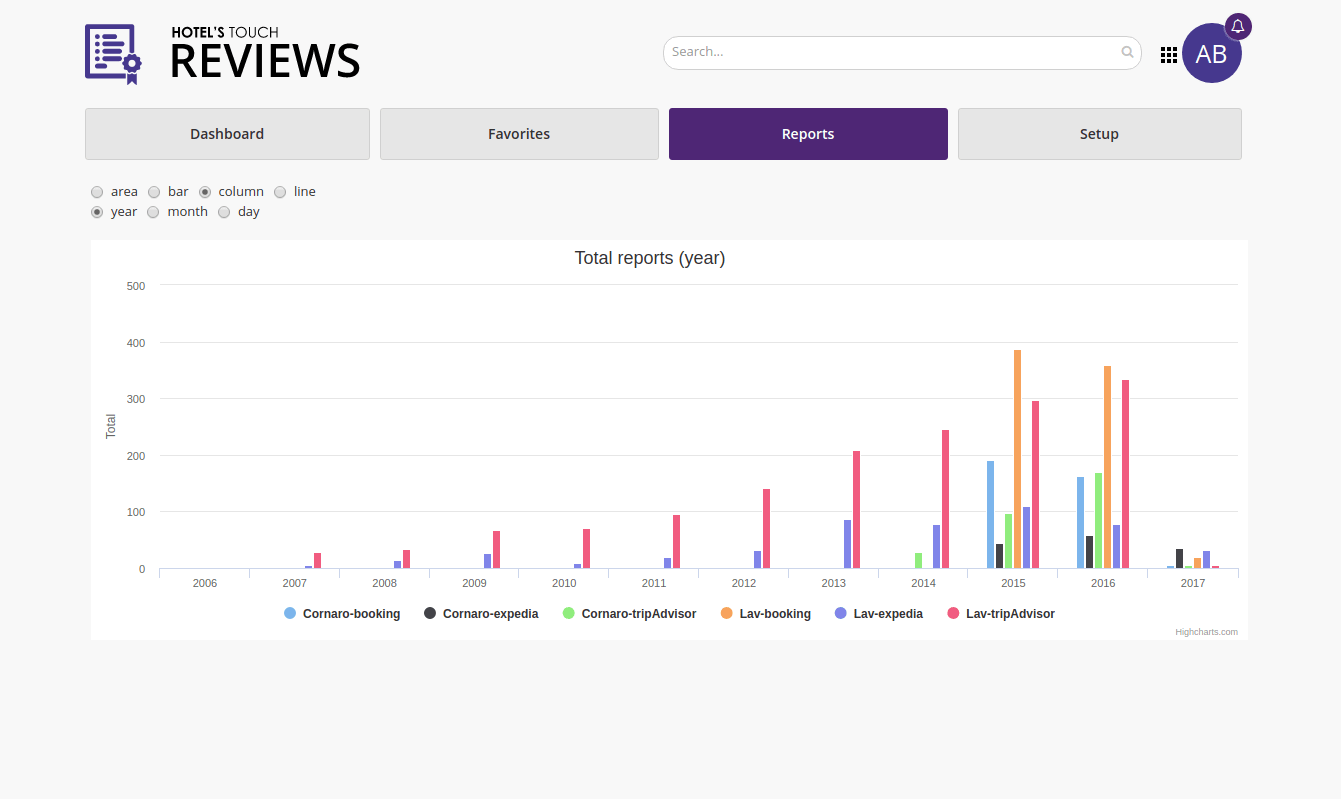 HOTEL'S TOUCH
REVIEWS
Search...
AB
Dashboard Favorites Reports Setup
area bar column line
year month day
Total reports (year)
500
400
300
200
100
0
Total
2006 2007 2008 2009 2010 2011 2012 2013 2014 2015 2016 2017
Cornaro-booking Cornaro-expedia Cornaro-tripAdvisor Lav-booking Lav-expedia Lav-tripAdvisor
Highcharts.com